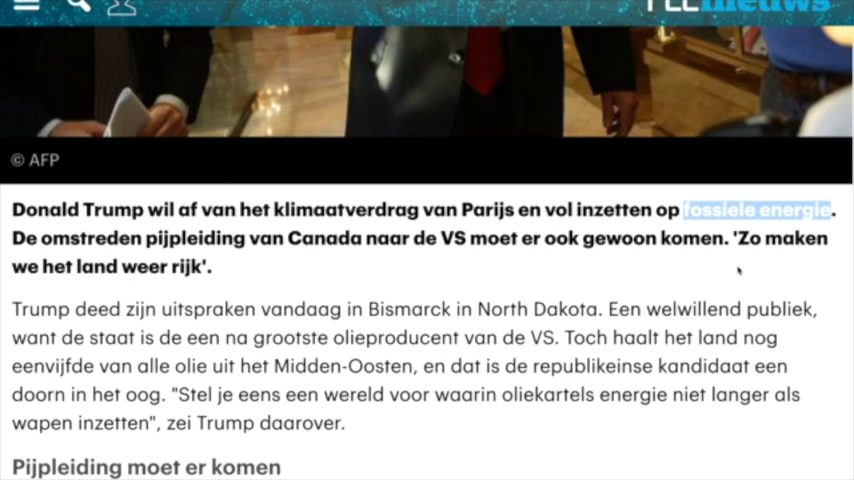 nieuws
© AFP
Donald Trump wil af van het klimaatverdrag van Parijs en vol inzetten op fossiele energie.
De omstreden pijpleiding van Canada naar de VS moet er ook gewoon komen. 'Zo maken
we het land weer rijk'.
Trump deed zijn uitspraken vandaag in Bismarck in North Dakota. Een welwillend publiek,
want de staat is de een na grootste olieproducent van de VS. Toch haalt het land nog
eenvijfde van alle olie uit het Midden-Oosten, en dat is de republikeinse kandidaat een
doorn in het oog. "Stel je eens een wereld voor waarin oliekartels energie niet langer als
wapen inzetten", zei Trump daarover.
Pijpleiding moet er komen